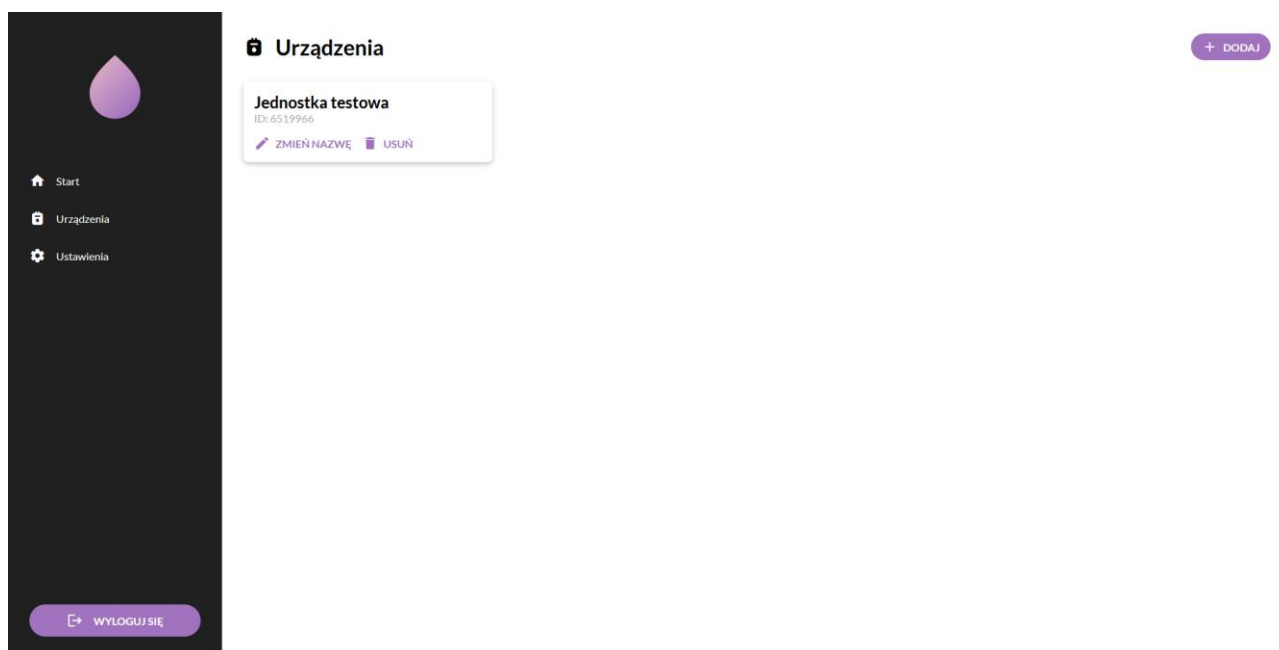 Urządzenia
+ DODAJ
Jednostka testowa
ID: 6519966
ZMIEŃ NAZWĘ USUŃ
Start
Urządzenia
Ustawienia
WYLOGUJ SIĘ